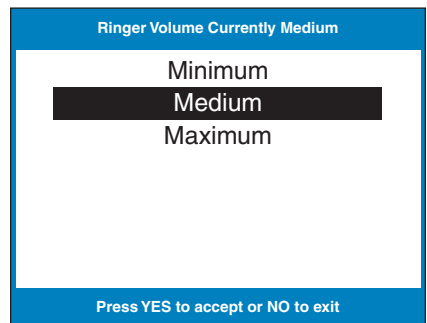 Ringer Volume Currently Medium
Minimum
Medium
Maximum
Press YES to accept or NO to exit